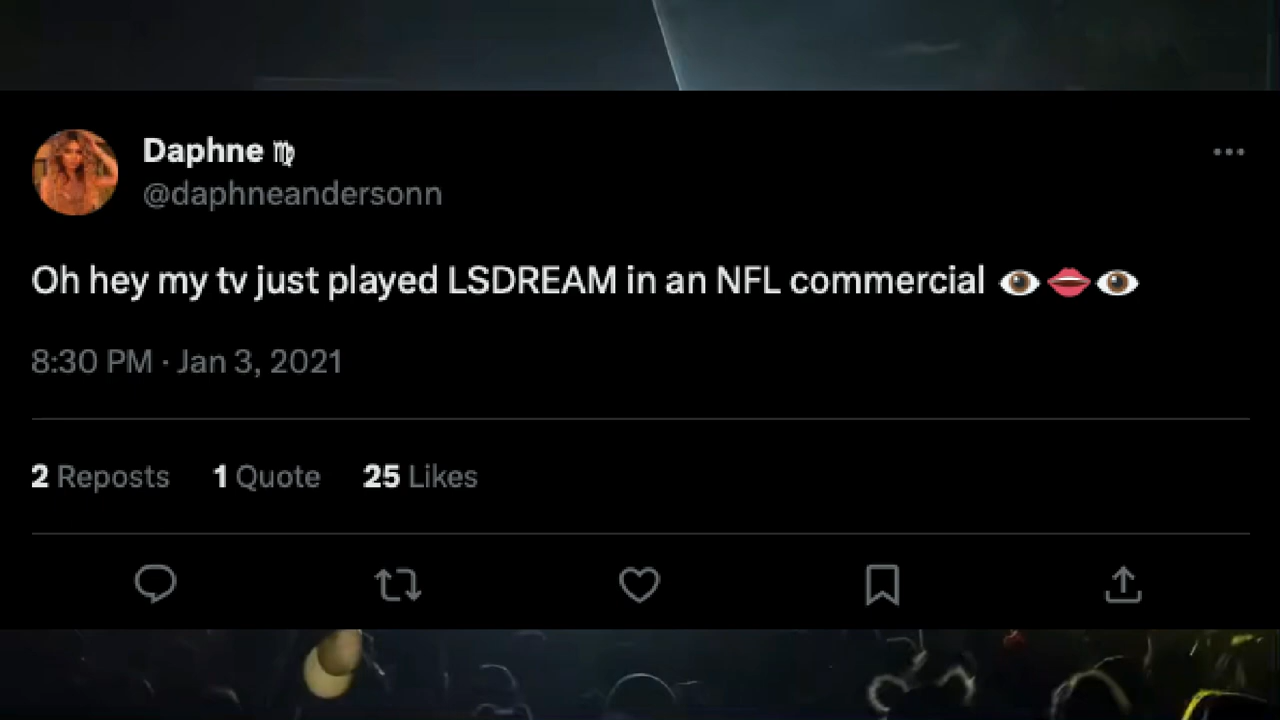 Daphne ♍
@daphneandersonn
Oh hey my tv just played LSDREAM in an NFL commercial 👁️👄👁️
8:30 PM · Jan 3, 2021
2 Reposts 1 Quote 25 Likes